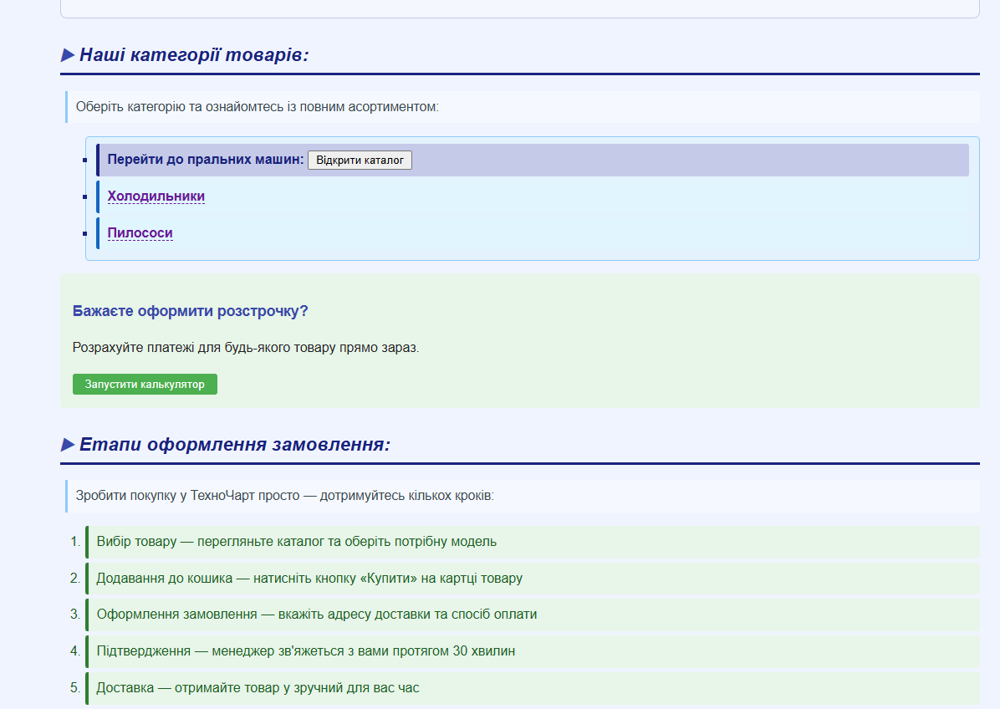 ▶ Наші категорії товарів:
Оберіть категорію та ознайомтесь із повним асортиментом:
Перейти до пральних машин: Відкрити каталог
Холодильники
Пилососи
Бажаєте оформити розстрочку?
Розрахуйте платежі для будь-якого товару прямо зараз.
Запустити калькулятор
▶ Етапи оформлення замовлення:
Зробити покупку у ТехноЧарт просто — дотримуйтесь кількох кроків:
1. Вибір товару — перегляньте каталог та оберіть потрібну модель
2. Додавання до кошика — натисніть кнопку «Купити» на картці товару
3. Оформлення замовлення — вкажіть адресу доставки та спосіб оплати
4. Підтвердження — менеджер зв'яжеться з вами протягом 30 хвилин
5. Доставка — отримайте товар у зручний для вас час